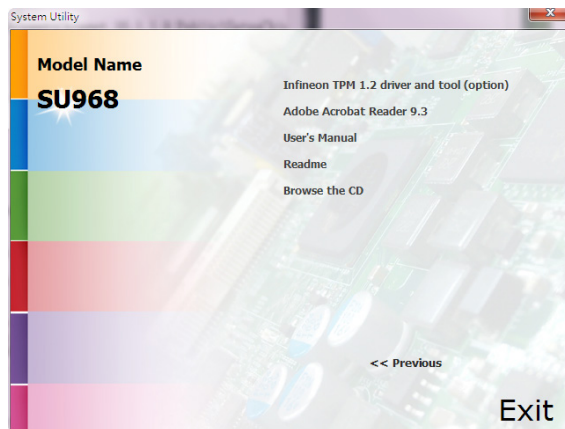 System Utility
Model Name
SU968
Infineon TPM 1.2 driver and tool (option)
Adobe Acrobat Reader 9.3
User's Manual
Readme
Browse the CD
<< Previous
Exit